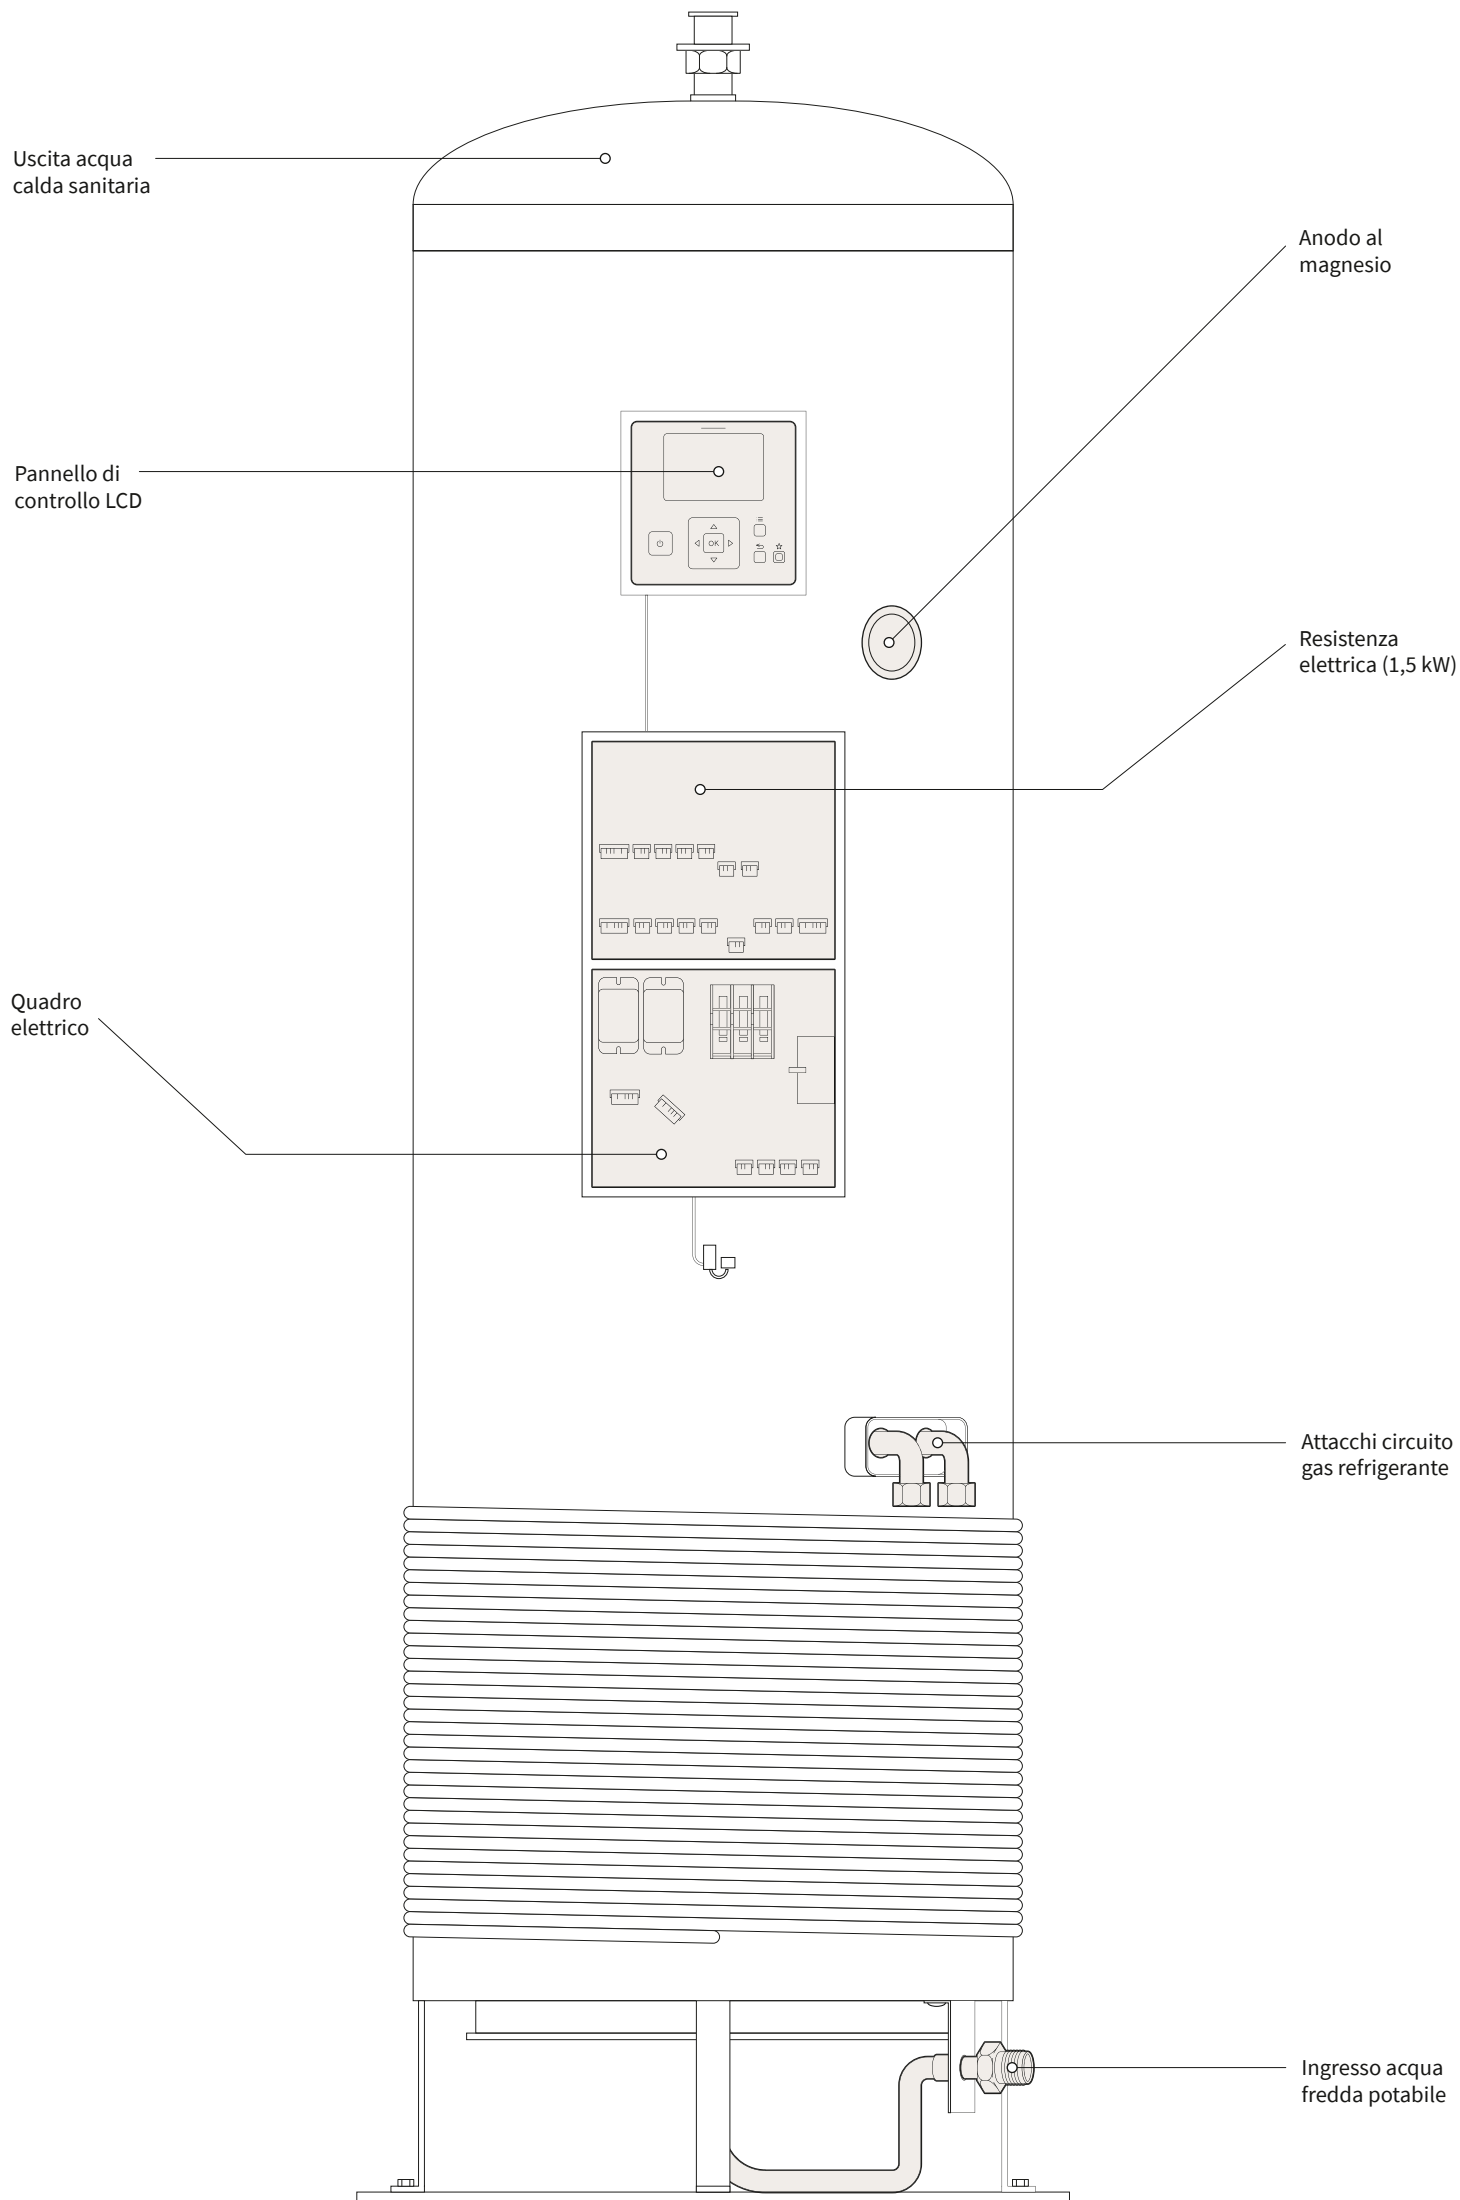 Uscita acqua
calda sanitaria
Anodo al
magnesio
Pannello di
controllo LCD
OK
Resistenza
elettrica (1,5 kW)
Quadro
elettrico
Attacchi circuito
gas refrigerante
Ingresso acqua
fredda potabile